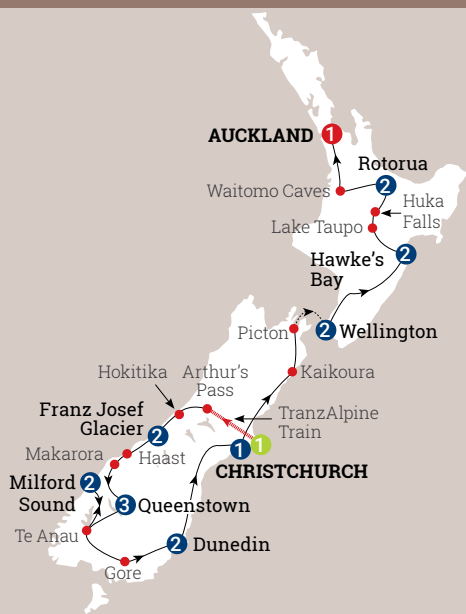 AUCKLAND 1
Rotorua
2
Waitomo Caves
Huka
Falls
Lake Taupo
Hawke's
Bay
2
Picton
2 Wellington
Hokitika
Arthur's
Pass
Kaikoura
Franz Josef
Glacier 2
TranzAlpine
Train
1 1
CHRISTCHURCH
Makarora
Haast
Milford
Sound
2
3 Queenstown
Te Anau
2 Dunedin
Gore